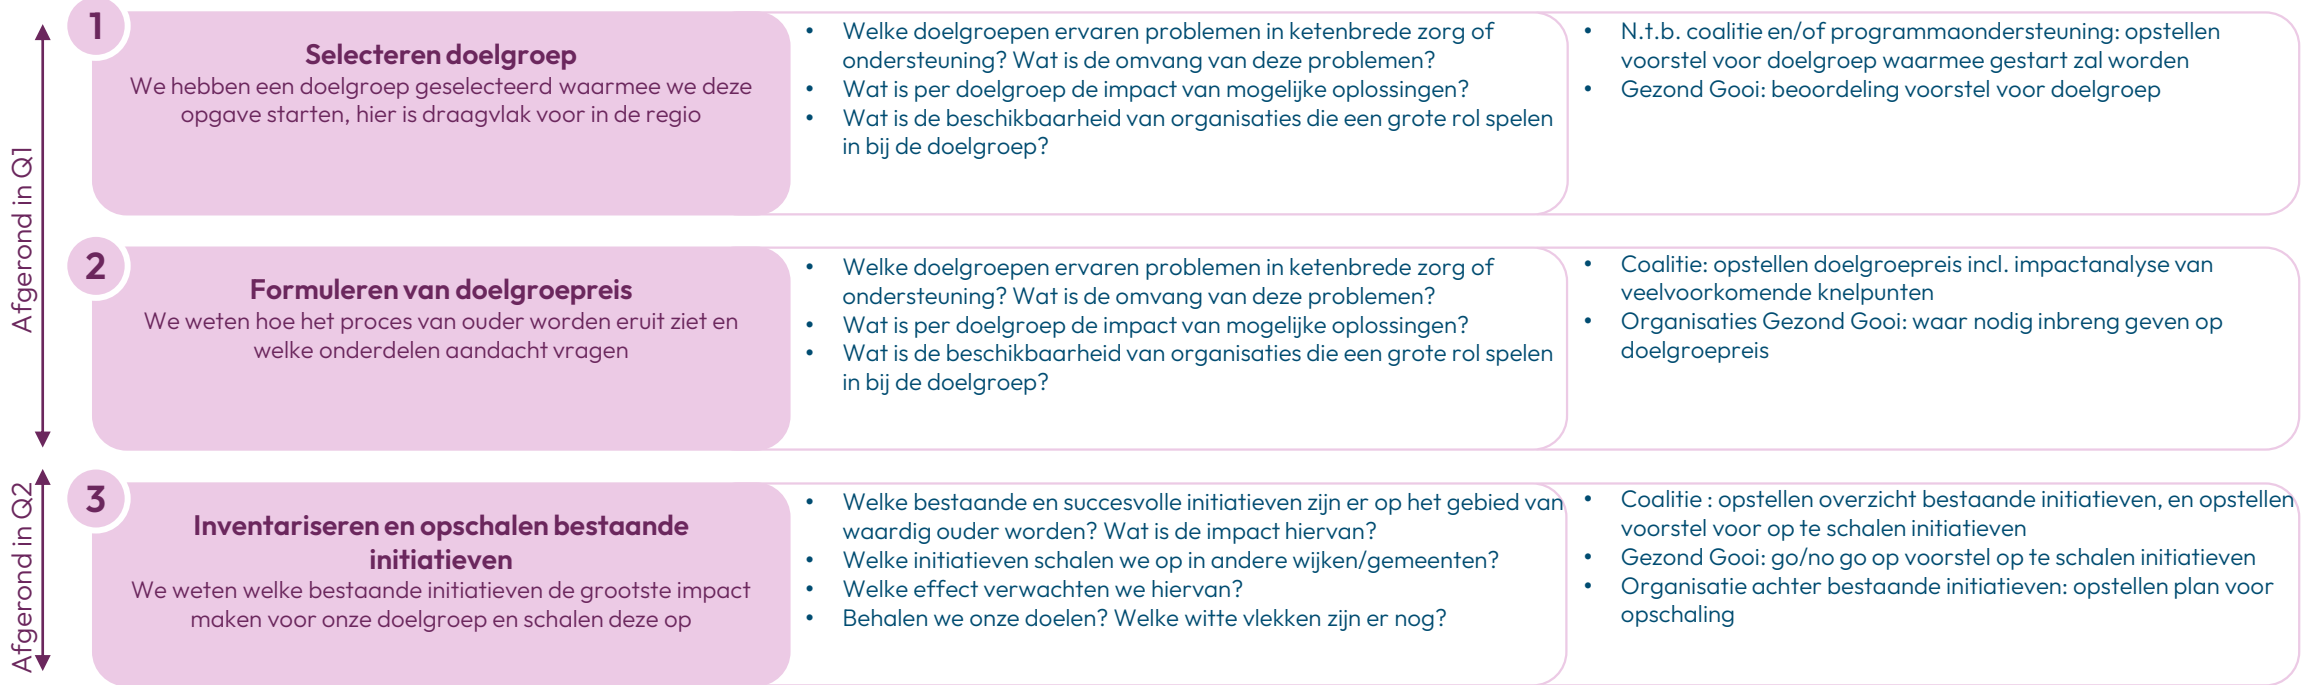 Afgerond in Q1
1
Selecteren doelgroep
We hebben een doelgroep geselecteerd waarmee we deze
opgave starten, hier is draagvlak voor in de regio
• Welke doelgroepen ervaren problemen in ketenbrede zorg of
ondersteuning? Wat is de omvang van deze problemen?
• Wat is per doelgroep de impact van mogelijke oplossingen?
• Wat is de beschikbaarheid van organisaties die een grote rol spelen
in bij de doelgroep?
• N.t.b. coalitie en/of programmaondersteuning: opstellen
voorstel voor doelgroep waarmee gestart zal worden
• Gezond Gooi: beoordeling voorstel voor doelgroep
2
Formuleren van doelgroepreis
We weten hoe het proces van ouder worden eruit ziet en
welke onderdelen aandacht vragen
• Welke doelgroepen ervaren problemen in ketenbrede zorg of
ondersteuning? Wat is de omvang van deze problemen?
• Wat is per doelgroep de impact van mogelijke oplossingen?
• Wat is de beschikbaarheid van organisaties die een grote rol spelen
in bij de doelgroep?
• Coalitie: opstellen doelgroepreis incl. impactanalyse van
veelvoorkomende knelpunten
• Organisaties Gezond Gooi: waar nodig inbreng geven op
doelgroepreis
Afgerond in Q2
3
Inventariseren en opschalen bestaande
initiatieven
We weten welke bestaande initiatieven de grootste impact
maken voor onze doelgroep en schalen deze op
• Welke bestaande en succesvolle initiatieven zijn er op het gebied van
waardig ouder worden? Wat is de impact hiervan?
• Welke initiatieven schalen we op in andere wijken/gemeenten?
• Welke effect verwachten we hiervan?
• Behalen we onze doelen? Welke witte vlekken zijn er nog?
• Coalitie : opstellen overzicht bestaande initiatieven, en opstellen
voorstel voor op te schalen initiatieven
• Gezond Gooi: go/no go op voorstel op te schalen initiatieven
• Organisatie achter bestaande initiatieven: opstellen plan voor
opschaling